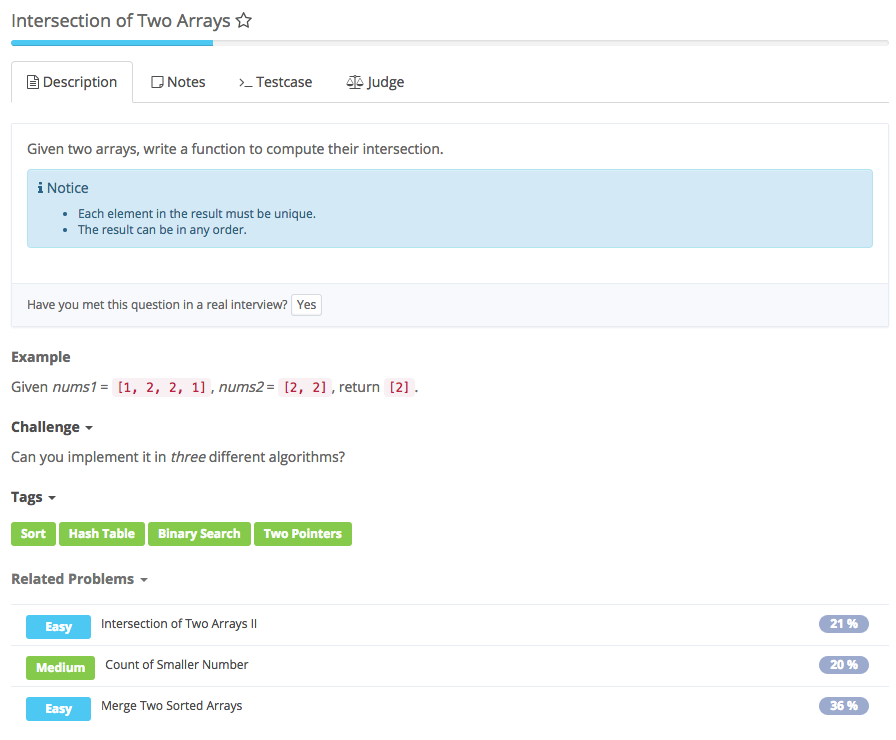 Intersection of Two Arrays
Description Notes >_ Testcase Judge
Given two arrays, write a function to compute their intersection.
Notice
• Each element in the result must be unique.
• The result can be in any order.
Have you met this question in a real interview? Yes
Example
Given nums1 = [1, 2, 2, 1], nums2 = [2, 2], return [2].
Challenge
Can you implement it in three different algorithms?
Tags
Sort Hash Table Binary Search Two Pointers
Related Problems
Easy Intersection of Two Arrays II 21 %
Medium Count of Smaller Number 20 %
Easy Merge Two Sorted Arrays 36 %